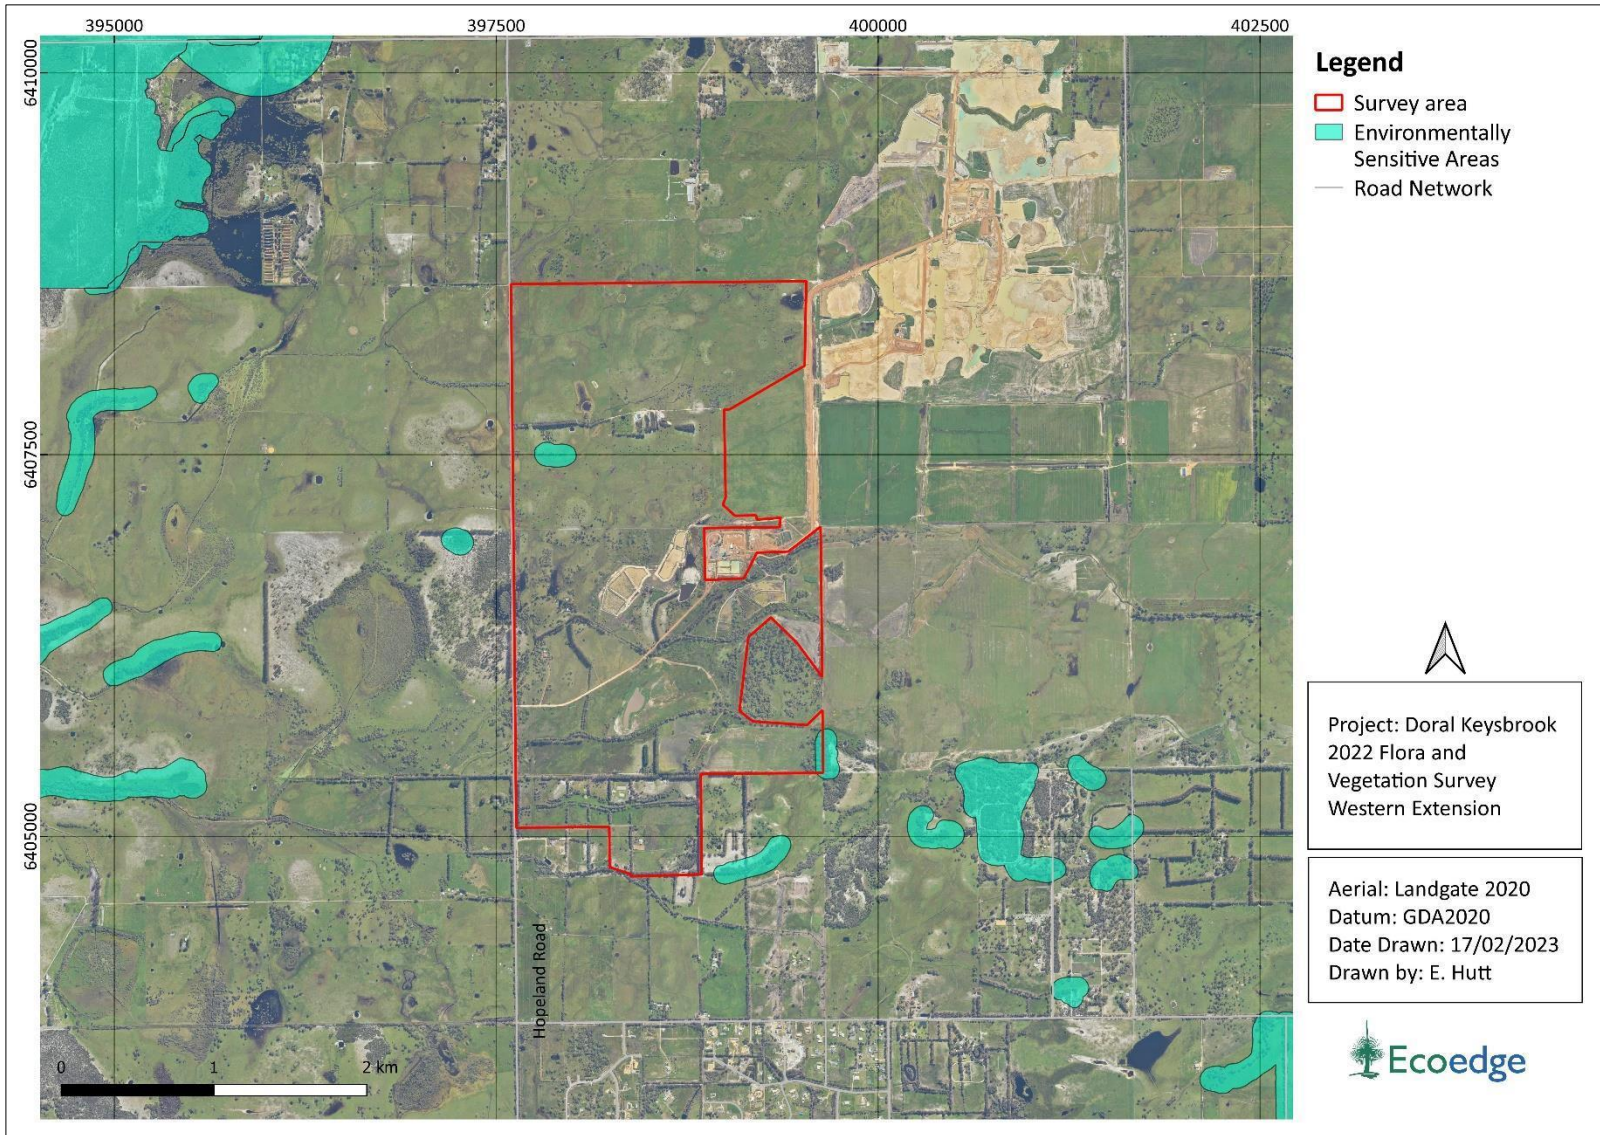 395000
397500
400000
402500
6410000
6407500
6405000
Hopeland Road
0
1
2 km
Legend
Survey area
Environmentally
Sensitive Areas
Road Network
Project: Doral Keysbrook
2022 Flora and
Vegetation Survey
Western Extension
Aerial: Landgate 2020
Datum: GDA2020
Date Drawn: 17/02/2023
Drawn by: E. Hutt
Ecoedge